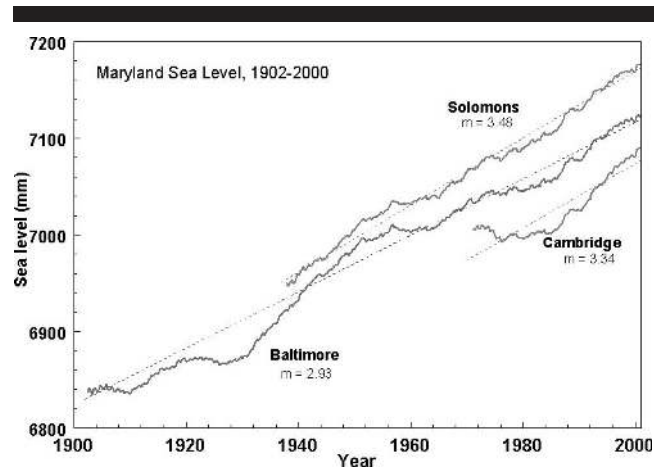 7200
Maryland Sea Level, 1902-2000
Solomons
m = 3.48
7100
Sea level (mm)
7000
Cambridge
m = 3.34
6900
Baltimore
m = 2.93
6800
1900
1920
1940
1960
1980
2000
Year